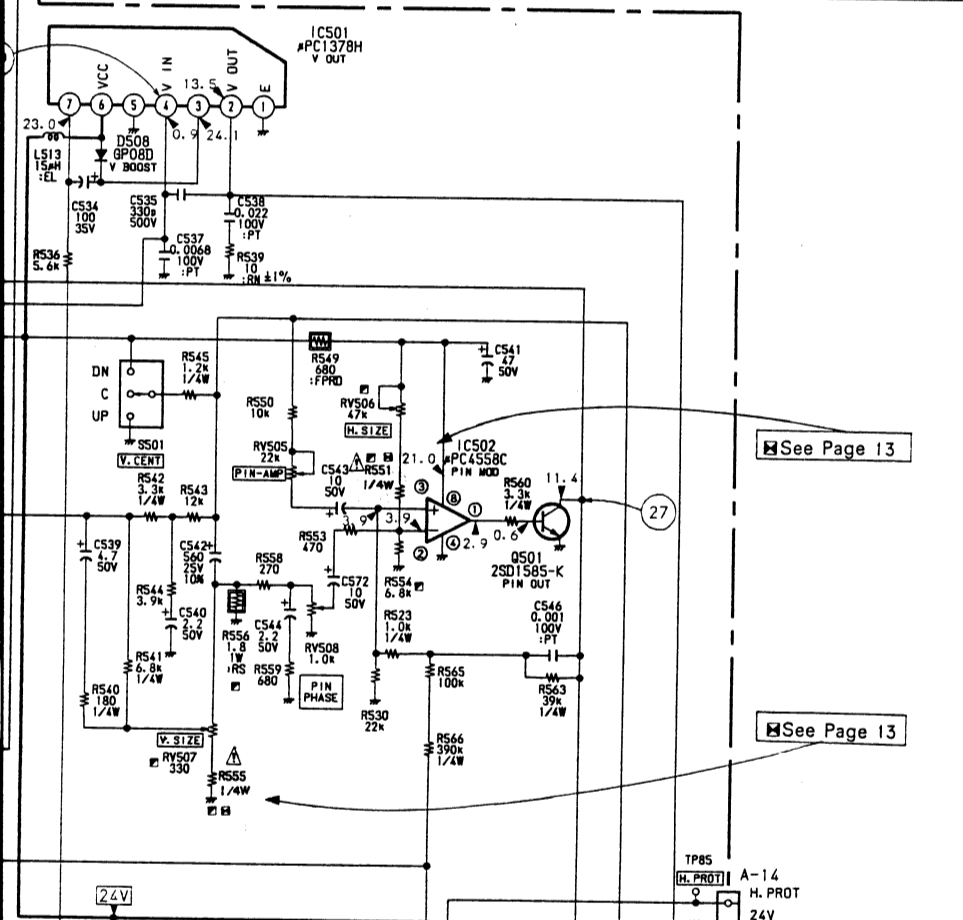 IC501
μPC1378H
V OUT
VCC
V IN
V OUT
E
13.5
7
6
5
4
3
2
1
23.0
0.9
24.1
D508
GP08D
V BOOST
L513
15μH
:EL
C534
100
35V
C535
330p
500V
C538
0.022
100V
:PT
C537
0.0068
100V
:PT
R539
10
:RN ±1%
R536
5.6k
R549
680
:FPRD
C541
47
50V
DN
C
UP
S501
V.CENT
R545
1.2k
1/4W
R550
10k
RV506
47k
H.SIZE
RV505
22k
PIN-AMP
C543
10
50V
R551
1/4W
21.0
IC502
μPC4558C
PIN MOD
See Page 13
R542
3.3k
1/4W
R543
12k
3
8
1
2
4
3.9
3.9
2.9
R560
3.3k
1/4W
0.6
11.4
27
Q501
2SD1585-K
PIN OUT
C539
4.7
50V
C542
560
25V
10%
R553
470
R558
270
C572
10
50V
R554
6.8k
R544
3.9k
C540
2.2
50V
R556
1.8
1W
:RS
C544
2.2
50V
RV508
1.0k
R523
1.0k
1/4W
C546
0.001
100V
:PT
R541
6.8k
1/4W
R559
680
PIN
PHASE
R565
100k
R563
39k
1/4W
R540
180
1/4W
R530
22k
V.SIZE
RV507
330
R566
390k
1/4W
See Page 13
R555
1/4W
TP85
H.PROT
A-14
H.PROT
24V
24V